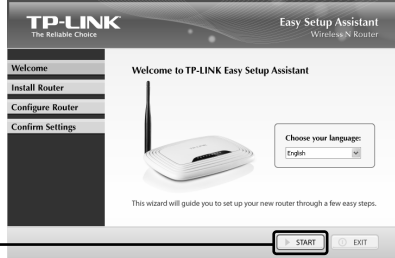 TP-LINK®
The Reliable Choice
Easy Setup Assistant
Wireless N Router
Welcome
Install Router
Configure Router
Confirm Settings
Welcome to TP-LINK Easy Setup Assistant
Choose your language:
English
This wizard will guide you to set up your new router through a few easy steps.
START
EXIT